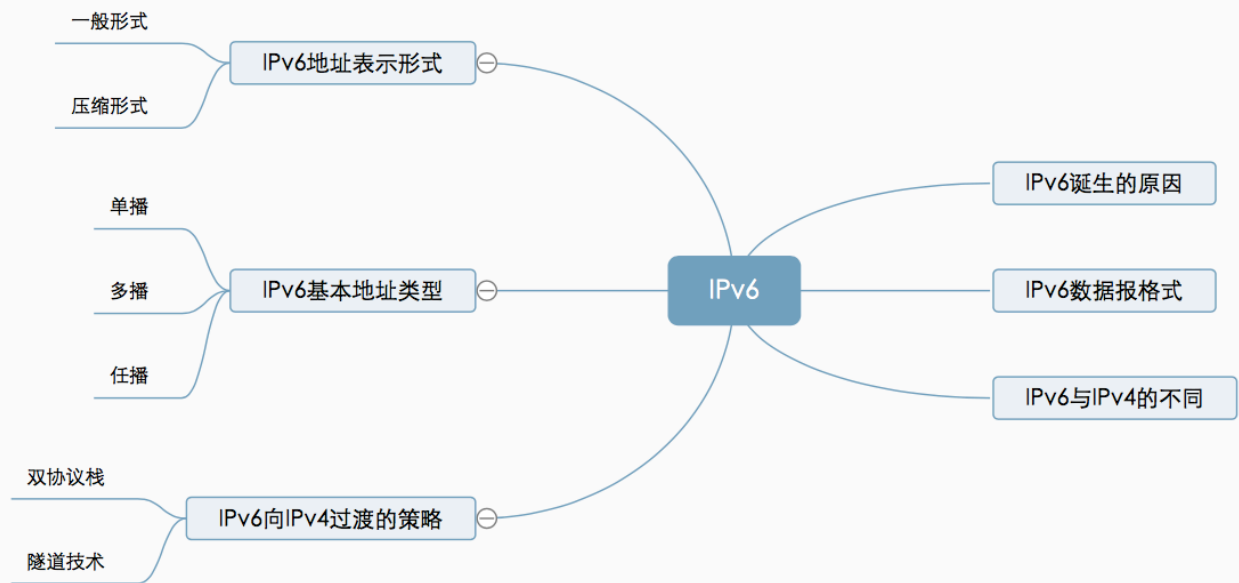 一般形式
IPv6地址表示形式
压缩形式
IPv6诞生的原因
单播
多播
IPv6基本地址类型
IPv6
IPv6数据报格式
任播
IPv6与IPv4的不同
双协议栈
IPv6向IPv4过渡的策略
隧道技术